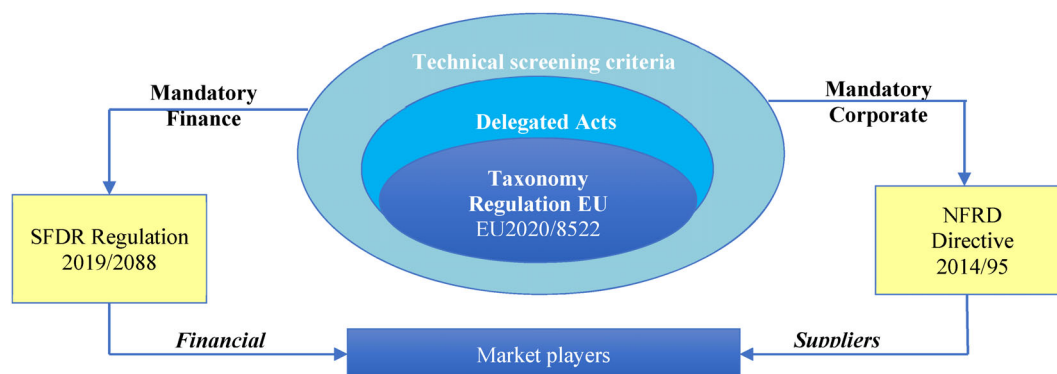 Technical screening criteria
Mandatory
Finance
Mandatory
Corporate
Delegated Acts
Taxonomy
Regulation EU
EU2020/8522
SFDR Regulation
2019/2088
NFRD
Directive
2014/95
Financial
Suppliers
Market players